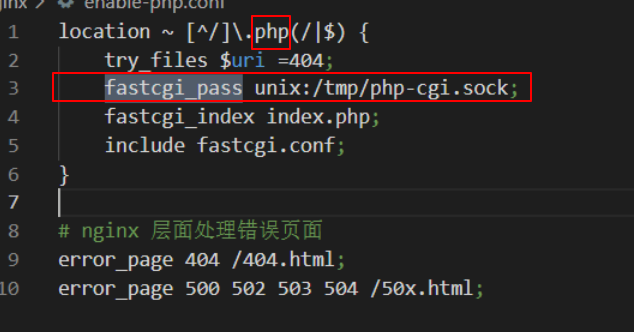 enable-php.conf
1 location ~ [^/]\.php(/|$) {
2 try_files $uri =404;
3 fastcgi_pass unix:/tmp/php-cgi.sock;
4 fastcgi_index index.php;
5 include fastcgi.conf;
6 }
7
8 # nginx 层面处理错误页面
9 error_page 404 /404.html;
10 error_page 500 502 503 504 /50x.html;